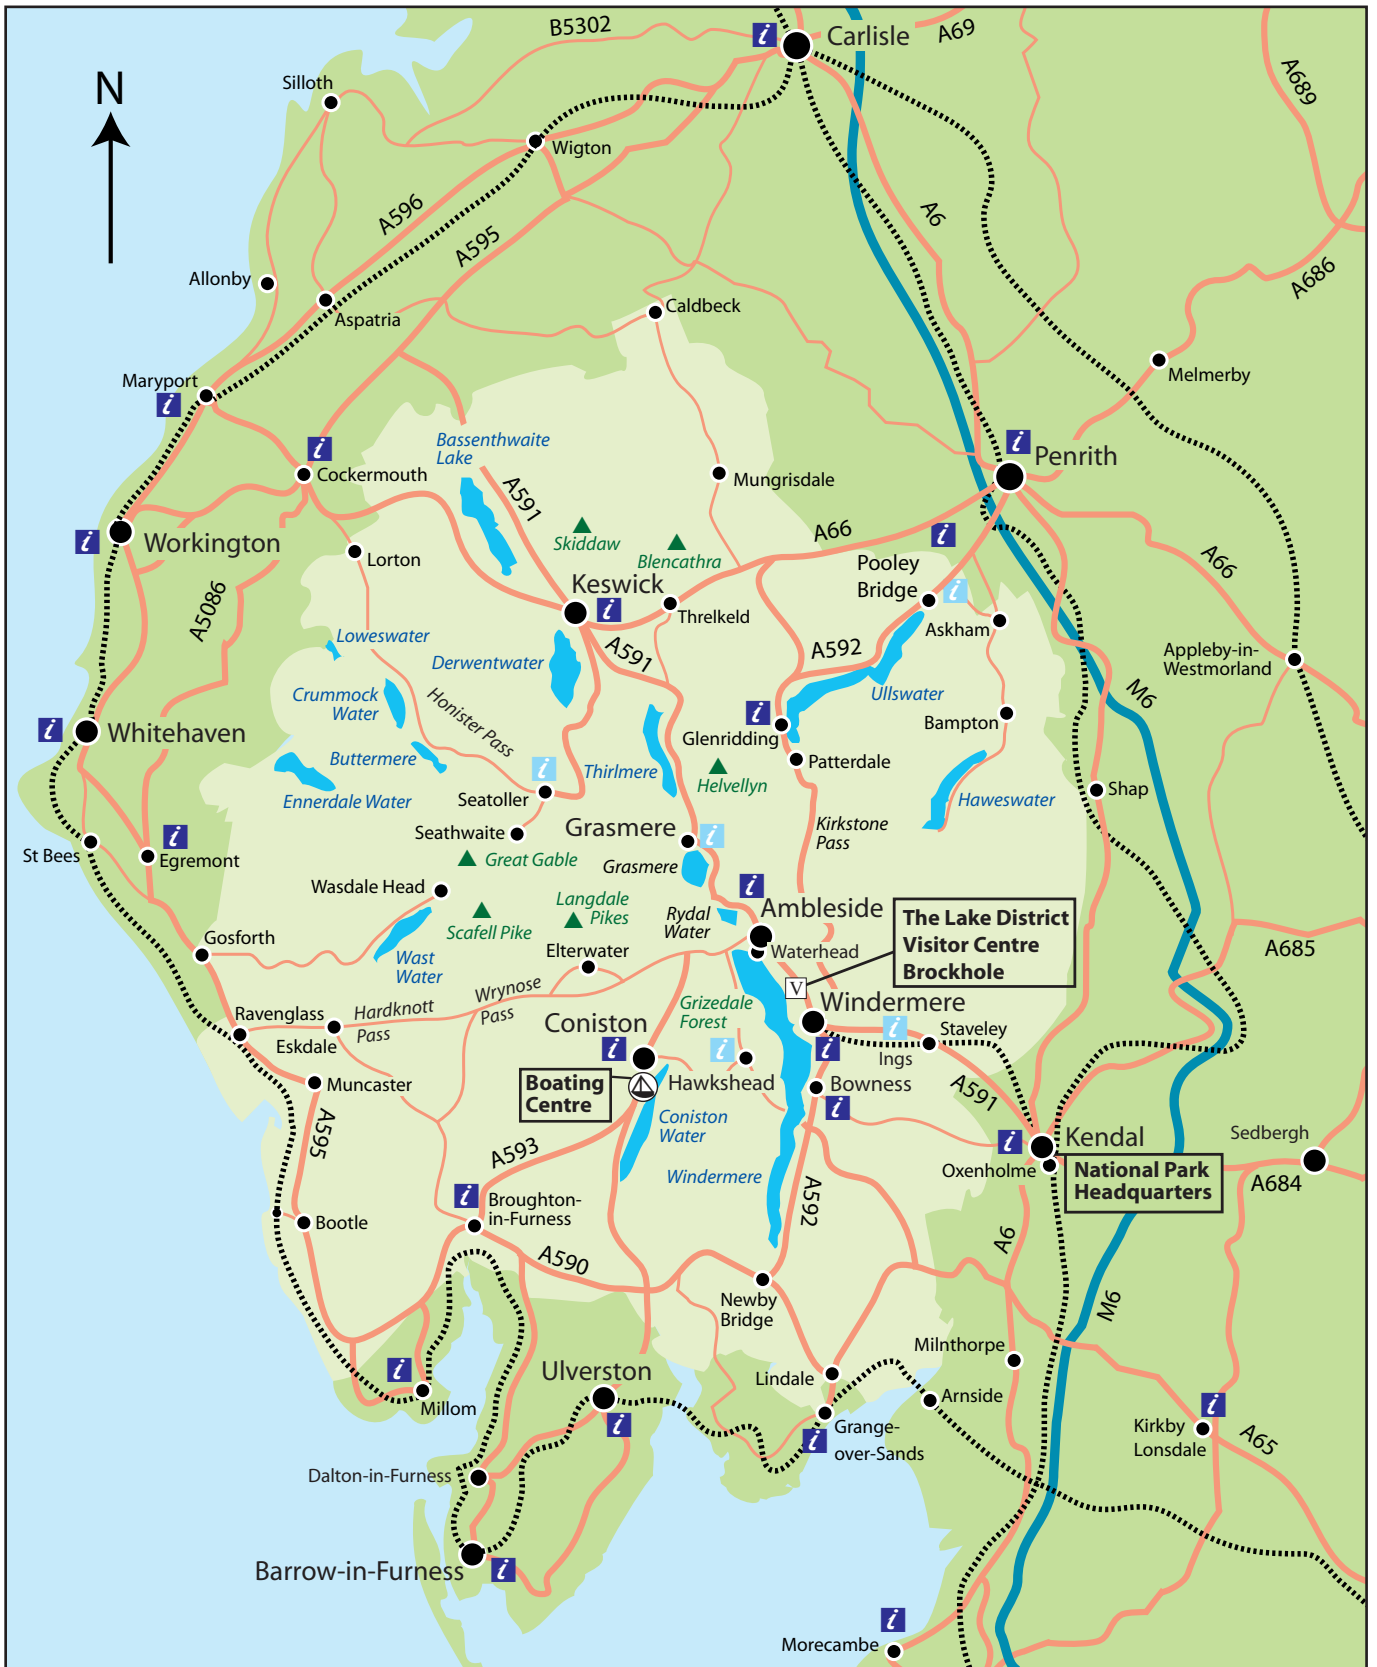 B5302
Carlisle
A69
A689
N
Silloth
Wigton
A596
A595
A6
A686
Allonby
Aspatria
Caldbeck
Maryport
Melmerby
Bassenthwaite
Lake
Cockermouth
Mungrisdale
Penrith
A591
Workington
Lorton
Skiddaw
Blencathra
A66
Pooley
Bridge
A66
A5086
Keswick
Threlkeld
Askham
Loweswater
Derwentwater
A591
A592
Appleby-in-
Westmorland
Crummock
Water
Honister Pass
Ullswater
M6
Whitehaven
Glenridding
Bampton
Buttermere
Thirlmere
Patterdale
Ennerdale Water
Seatoller
Helvellyn
Haweswater
Shap
Seathwaite
Grasmere
Kirkstone
Pass
St Bees
Egremont
Great Gable
Grasmere
Wasdale Head
Langdale
Pikes
Ambleside
Rydal
Water
The Lake District
Visitor Centre
Brockhole
Scafell Pike
Gosforth
Elterwater
Waterhead
A685
Wast
Water
V
Wrynose
Pass
Grizedale
Forest
Windermere
Ravenglass
Hardknott
Pass
Coniston
Staveley
Eskdale
Ings
Muncaster
Boating
Centre
Hawkshead
Bowness
A591
Coniston
Water
A595
A593
Kendal
Sedbergh
Oxenholme
National Park
Headquarters
Windermere
A684
Broughton-
in-Furness
A592
Bootle
A6
A590
Newby
Bridge
M6
Milnthorpe
Ulverston
Lindale
Arnside
Millom
Grange-
over-Sands
Kirkby
Lonsdale
A65
Dalton-in-Furness
Barrow-in-Furness
Morecambe